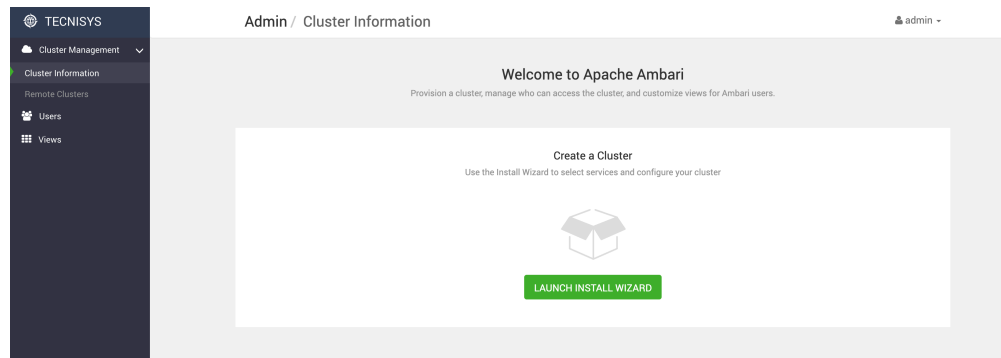 TECNISYS
Admin / Cluster Information
admin
Cluster Management
Cluster Information
Remote Clusters
Users
Views
Welcome to Apache Ambari
Provision a cluster, manage who can access the cluster, and customize views for Ambari users.
Create a Cluster
Use the Install Wizard to select services and configure your cluster
LAUNCH INSTALL WIZARD